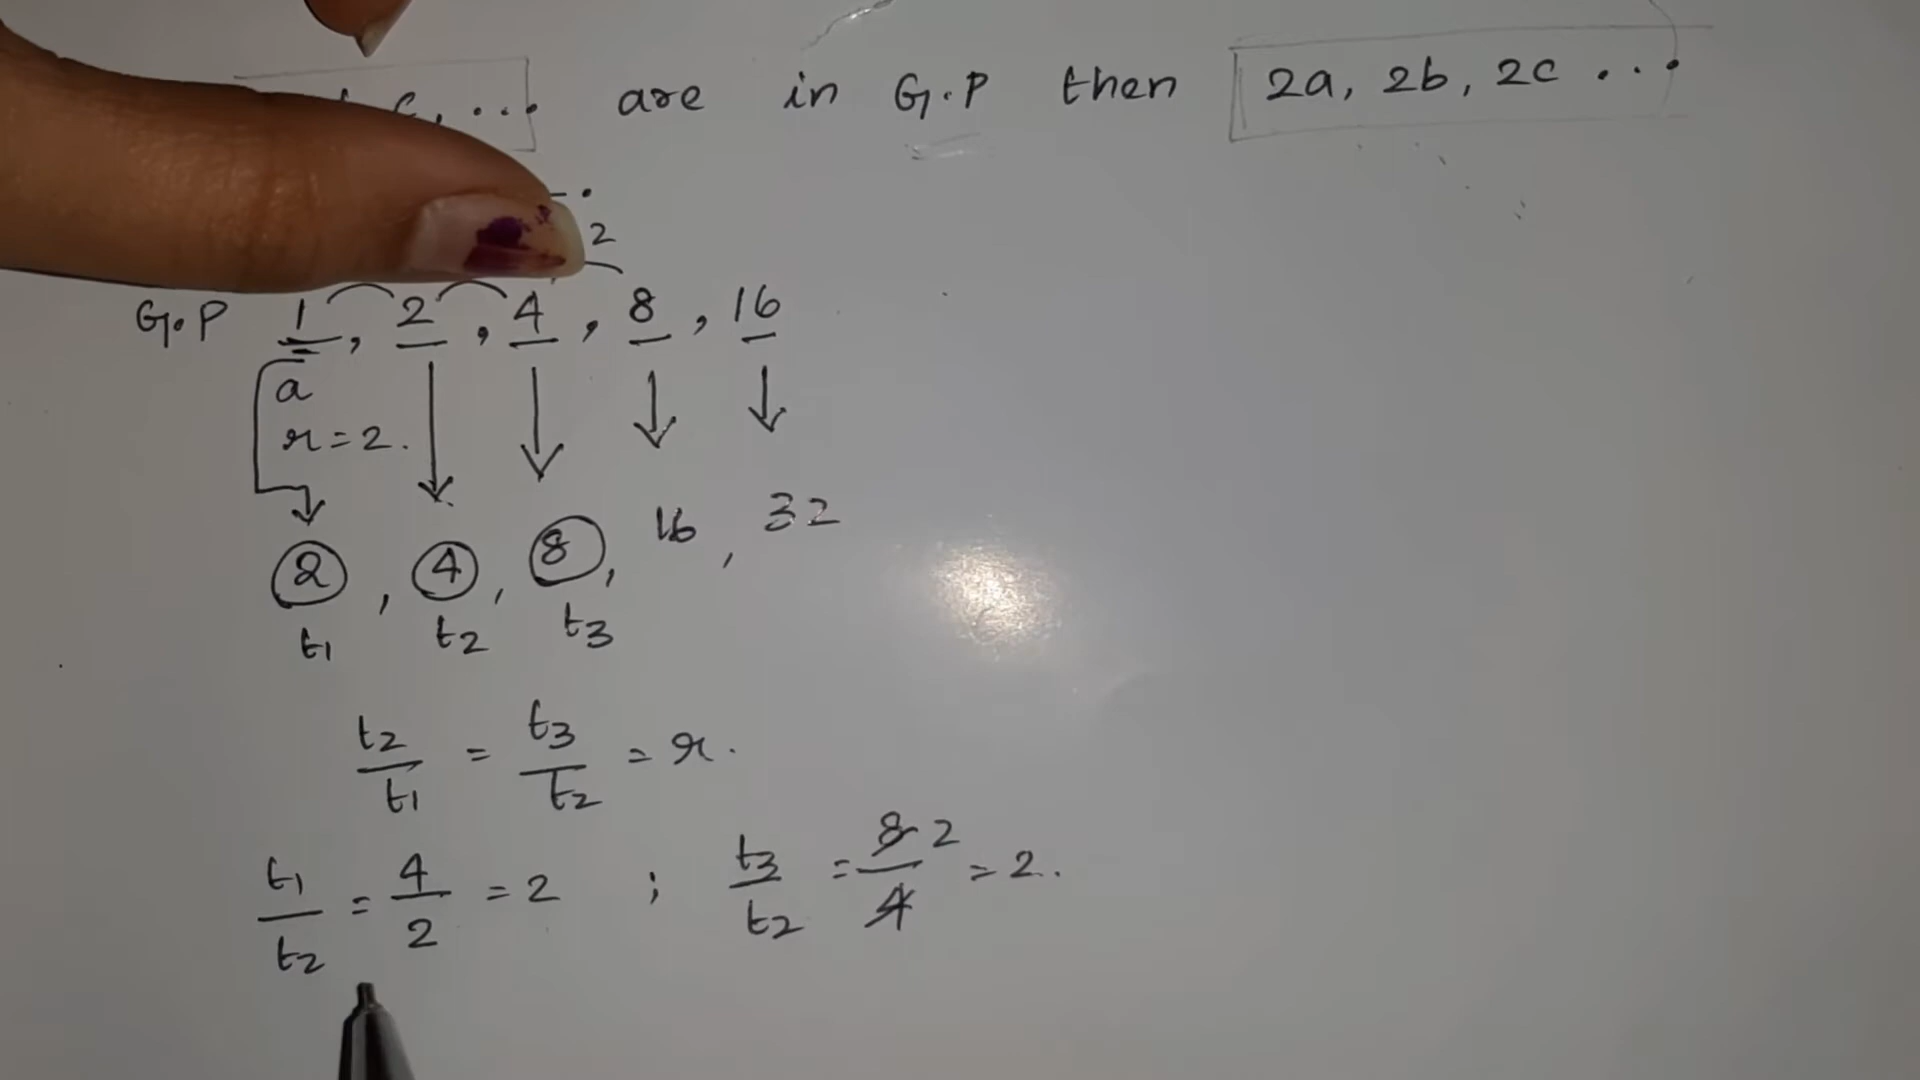 c, ... are in G.P then 2a, 2b, 2c ...
2
G.P 1, 2, 4, 8, 16
a
r=2.
2, 4, 8, 16, 32
t1 t2 t3
t2/t1 = t3/t2 = r.
t1/t2 = 4/2 = 2 ; t3/t2 = 8/4 2 = 2.